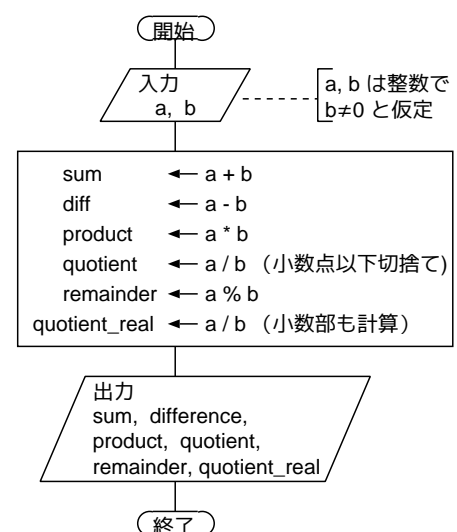 開始
入力
a, b
a, b は整数で
b≠0 と仮定
sum ← a + b
diff ← a - b
product ← a * b
quotient ← a / b （小数点以下切捨て)
remainder ← a % b
quotient_real ← a / b （小数部も計算）
出力
sum, difference,
product, quotient,
remainder, quotient_real
終了